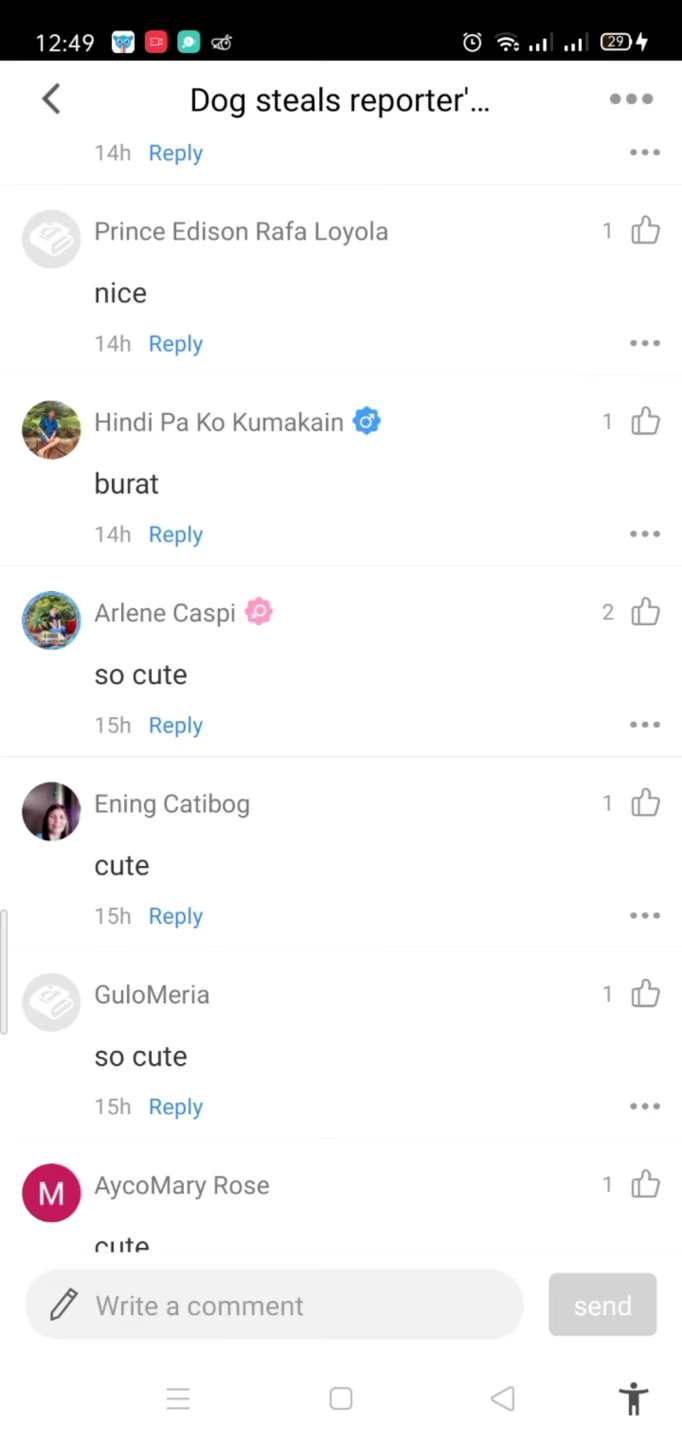 12:49
29
Dog steals reporter'...
14h Reply
Prince Edison Rafa Loyola 1
nice
14h Reply
Hindi Pa Ko Kumakain 1
burat
14h Reply
Arlene Caspi 2
so cute
15h Reply
Ening Catibog 1
cute
15h Reply
GuloMeria 1
so cute
15h Reply
M AycoMary Rose 1
cute
Write a comment send